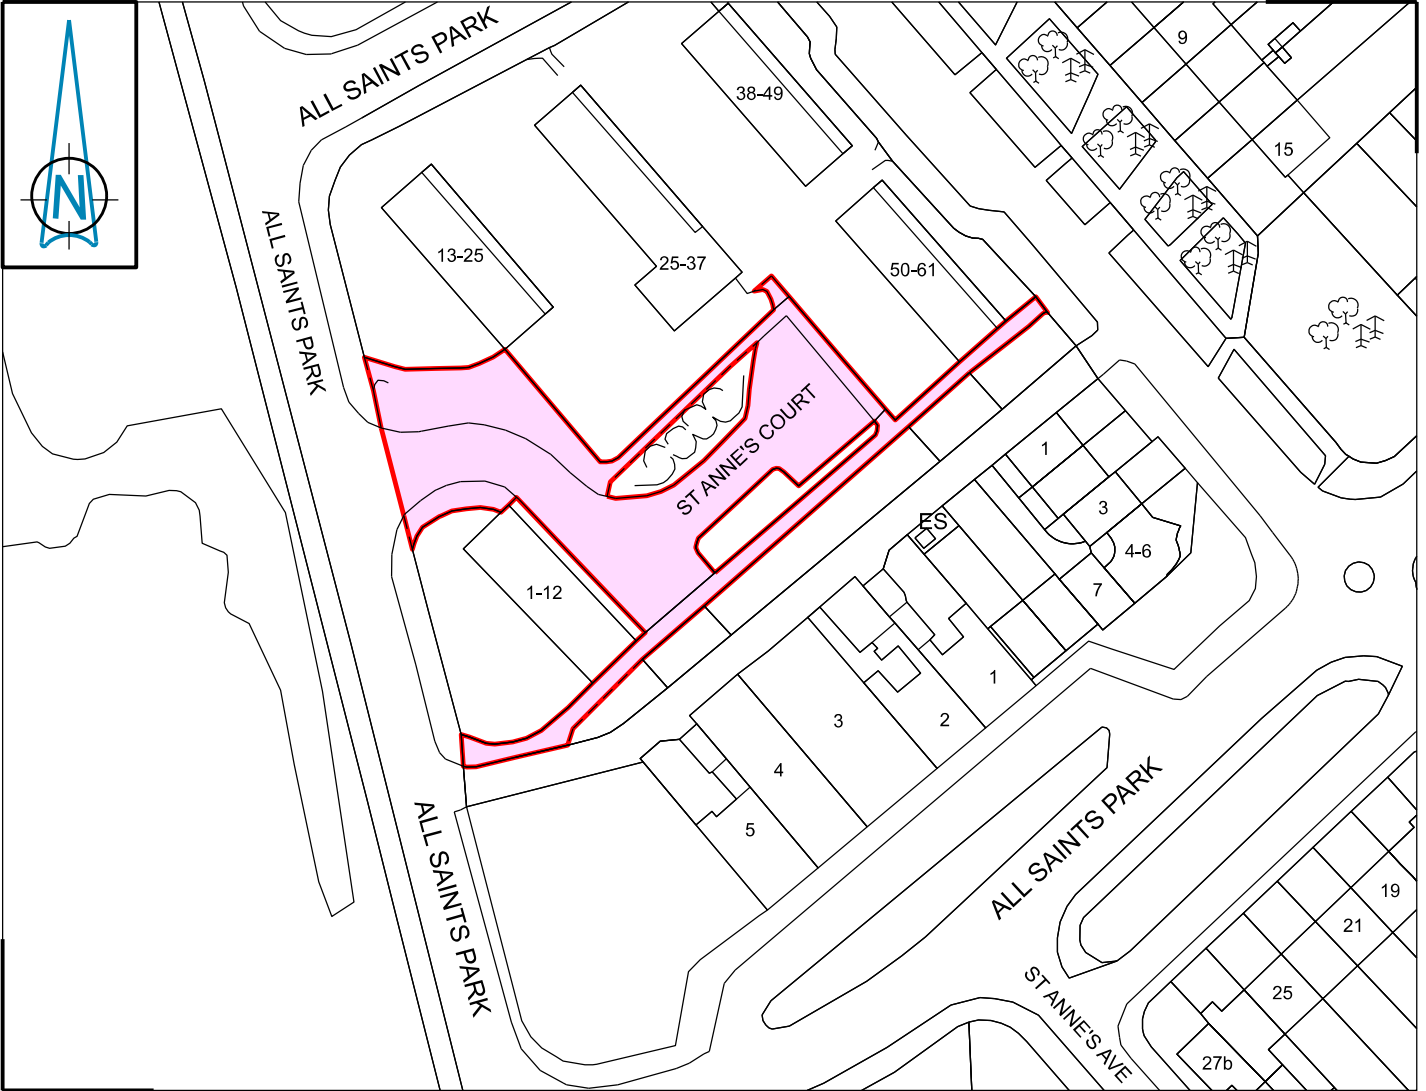 ALL SAINTS PARK
9
38-49
15
N
ALL SAINTS PARK
13-25
25-37
50-61
ST ANNE'S COURT
1
3
ES
4-6
1-12
7
1
3
2
4
5
ALL SAINTS PARK
ALL SAINTS PARK
19
21
25
ST ANNE'S AVE
27b